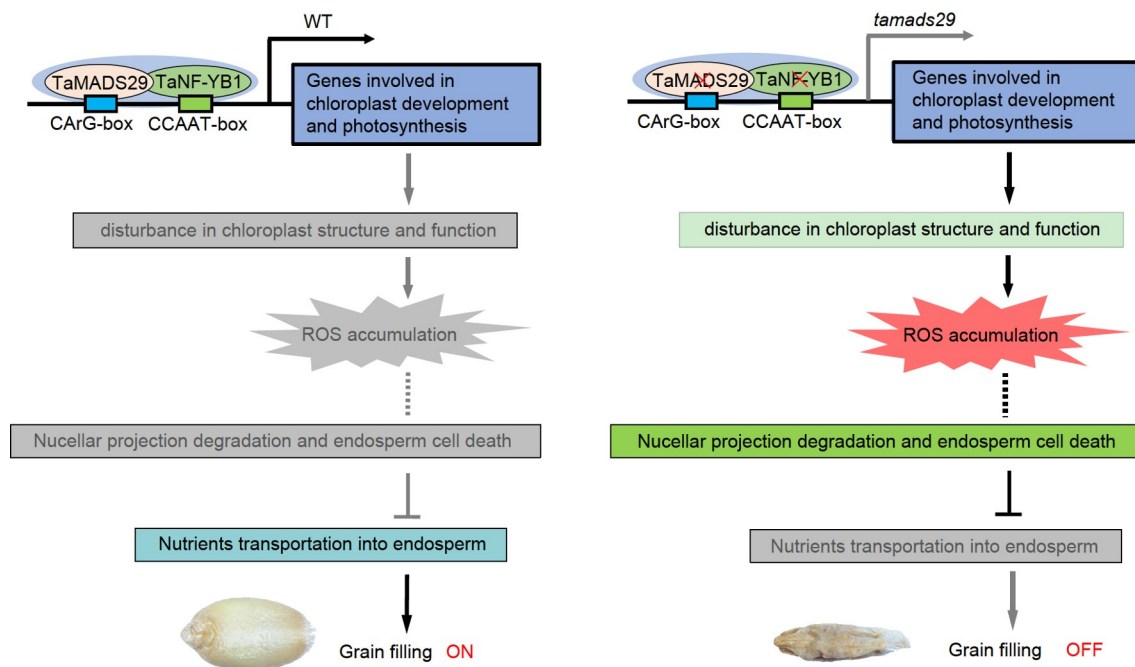 WT
TaMADS29 TaNF-YB1
CArG-box CCAAT-box
Genes involved in
chloroplast development
and photosynthesis
disturbance in chloroplast structure and function
ROS accumulation
Nucellar projection degradation and endosperm cell death
Nutrients transportation into endosperm
Grain filling ON
tamads29
TaMADS29 TaNF-YB1
CArG-box CCAAT-box
Genes involved in
chloroplast development
and photosynthesis
disturbance in chloroplast structure and function
ROS accumulation
Nucellar projection degradation and endosperm cell death
Nutrients transportation into endosperm
Grain filling OFF